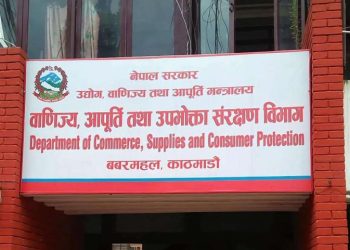 नेपाल सरकार
उद्योग, वाणिज्य तथा आपूर्ति मन्त्रालय
वाणिज्य, आपूर्ति तथा उपभोक्ता संरक्षण विभाग
Department of Commerce, Supplies and Consumer Protection
बबरमहल, काठमाडौं